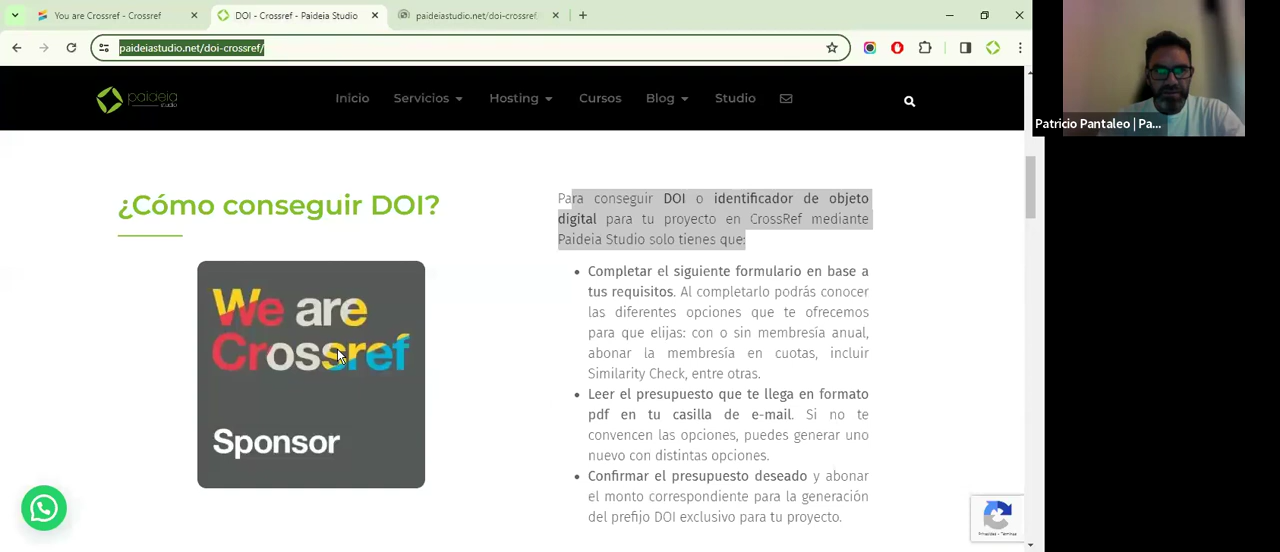 You are Crossref - Crossref
DOI - Crossref - Paideia Studio
paideiastudio.net/doi-crossref
paideiastudio.net/doi-crossref/
paideia
studio
Inicio
Servicios
Hosting
Cursos
Blog
Studio
Patricio Pantaleo | Pa...
¿Cómo conseguir DOI?
We are
Crossref
Sponsor
Para conseguir DOI o identificador de objeto
digital para tu proyecto en CrossRef mediante
Paideia Studio solo tienes que:
• Completar el siguiente formulario en base a
tus requisitos. Al completarlo podrás conocer
las diferentes opciones que te ofrecemos
para que elijas: con o sin membresía anual,
abonar la membresía en cuotas, incluir
Similarity Check, entre otras.
• Leer el presupuesto que te llega en formato
pdf en tu casilla de e-mail. Si no te
convencen las opciones, puedes generar uno
nuevo con distintas opciones.
• Confirmar el presupuesto deseado y abonar
el monto correspondiente para la generación
del prefijo DOI exclusivo para tu proyecto.
Privacidad - Términos